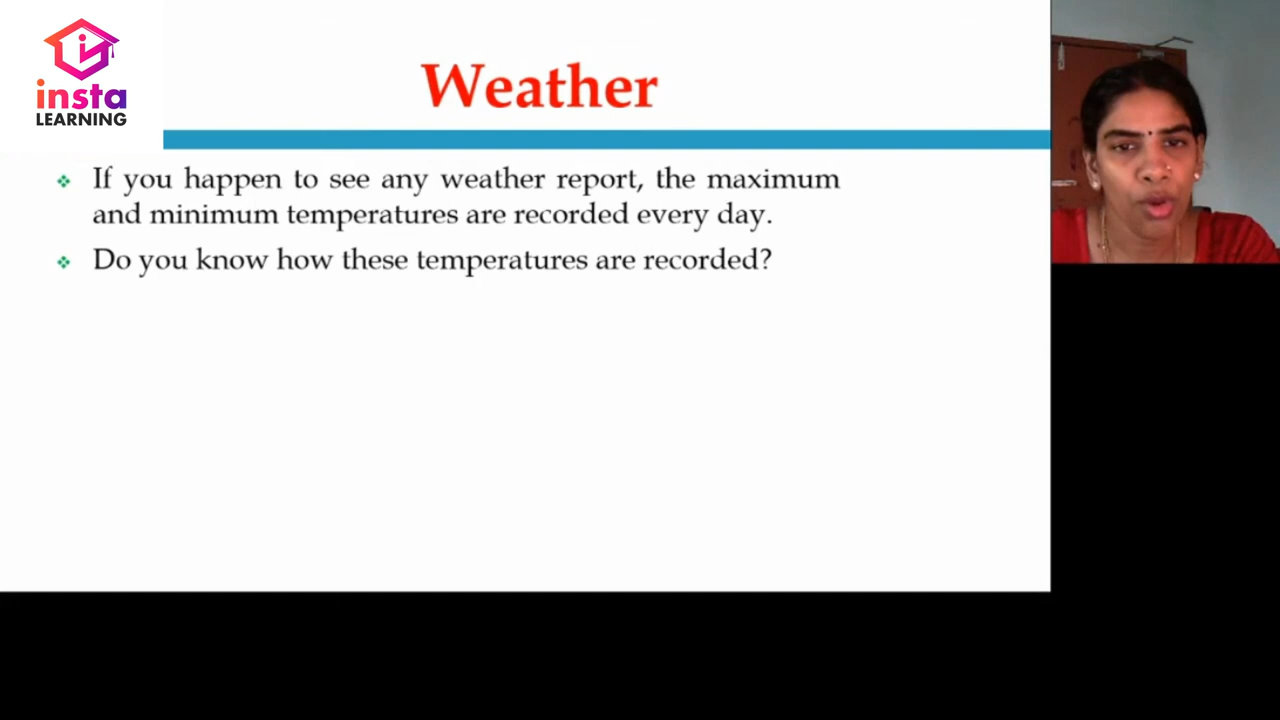 insta
LEARNING
Weather
If you happen to see any weather report, the maximum
and minimum temperatures are recorded every day.
Do you know how these temperatures are recorded?